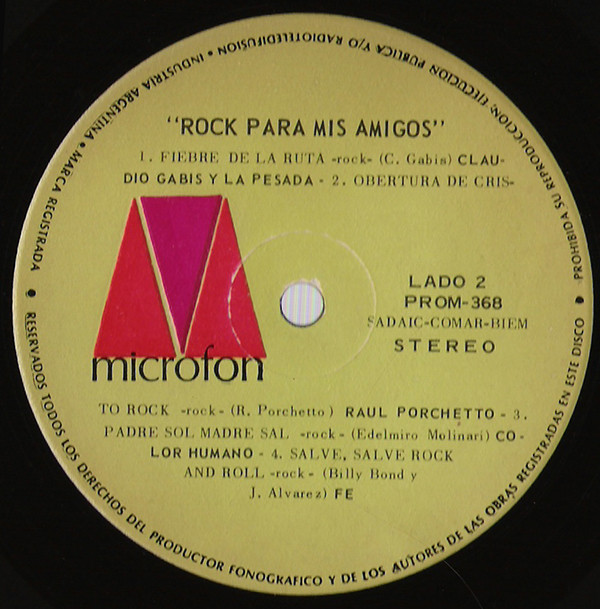 "ROCK PARA MIS AMIGOS"
1. FIEBRE DE LA RUTA -rock- (C. Gabis) CLAU-
DIO GABIS Y LA PESADA - 2. OBERTURA DE CRIS-
LADO 2
PROM-368
SADAIC-COMAR-BIEM
STEREO
microfon
TO ROCK -rock- (R. Porchetto) RAUL PORCHETTO - 3.
PADRE SOL MADRE SAL -rock- (Edelmiro Molinari) CO-
LOR HUMANO - 4. SALVE, SALVE ROCK
AND ROLL -rock- (Billy Bond y
J. Alvarez) FE
RESERVADOS TODOS LOS DERECHOS DEL PRODUCTOR FONOGRAFICO Y DE LOS AUTORES DE LAS OBRAS REGISTRADAS EN ESTE DISCO • PROHIBIDA SU REPRODUCCION; EJECUCION PUBLICA Y/O RADIOTELEDIFUSION • INDUSTRIA ARGENTINA • MARCA REGISTRADA •